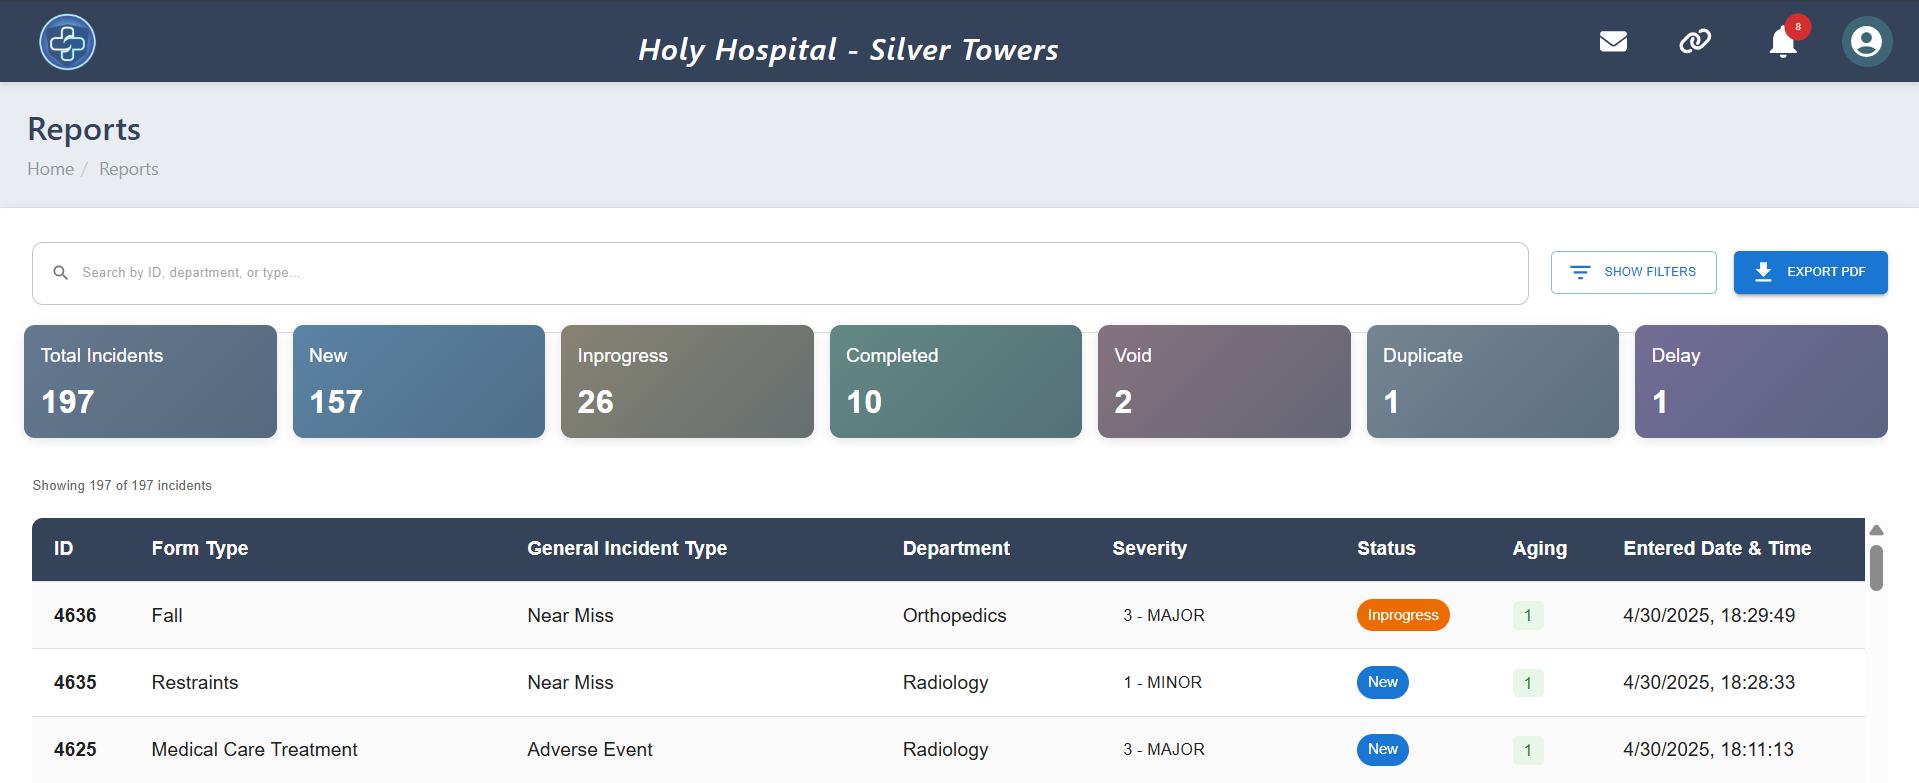 Holy Hospital - Silver Towers
8
Reports
Home / Reports
Search by ID, department, or type...
SHOW FILTERS
EXPORT PDF
Total Incidents
197
New
157
Inprogress
26
Completed
10
Void
2
Duplicate
1
Delay
1
Showing 197 of 197 incidents
ID Form Type General Incident Type Department Severity Status Aging Entered Date & Time
4636 Fall Near Miss Orthopedics 3 - MAJOR Inprogress 1 4/30/2025, 18:29:49
4635 Restraints Near Miss Radiology 1 - MINOR New 1 4/30/2025, 18:28:33
4625 Medical Care Treatment Adverse Event Radiology 3 - MAJOR New 1 4/30/2025, 18:11:13